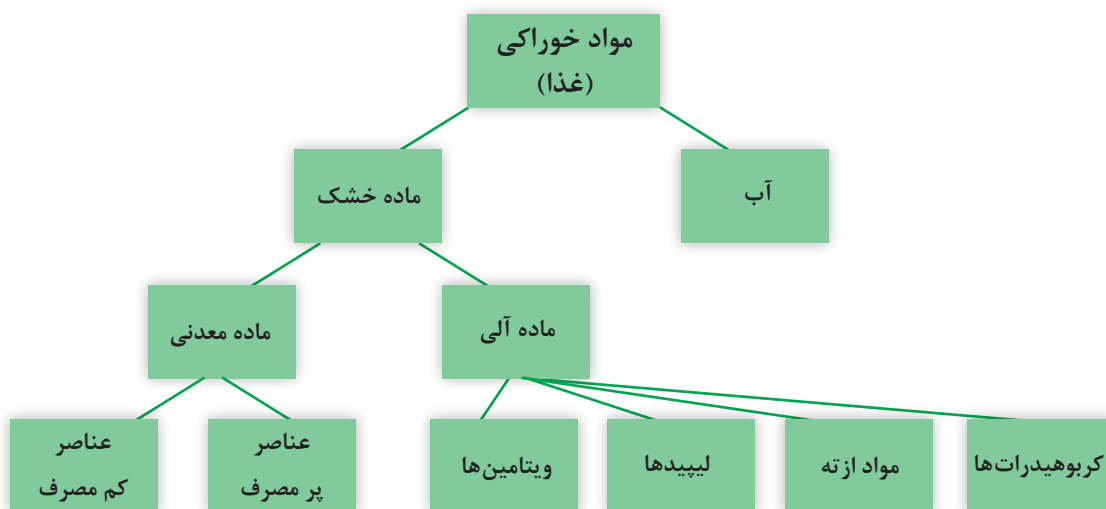 مواد خوراکی
(غذا)
آب
ماده خشک
ماده آلی
ماده معدنی
کربوهیدرات‌ها
مواد ازته
لیپیدها
ویتامین‌ها
عناصر
پر مصرف
عناصر
کم مصرف